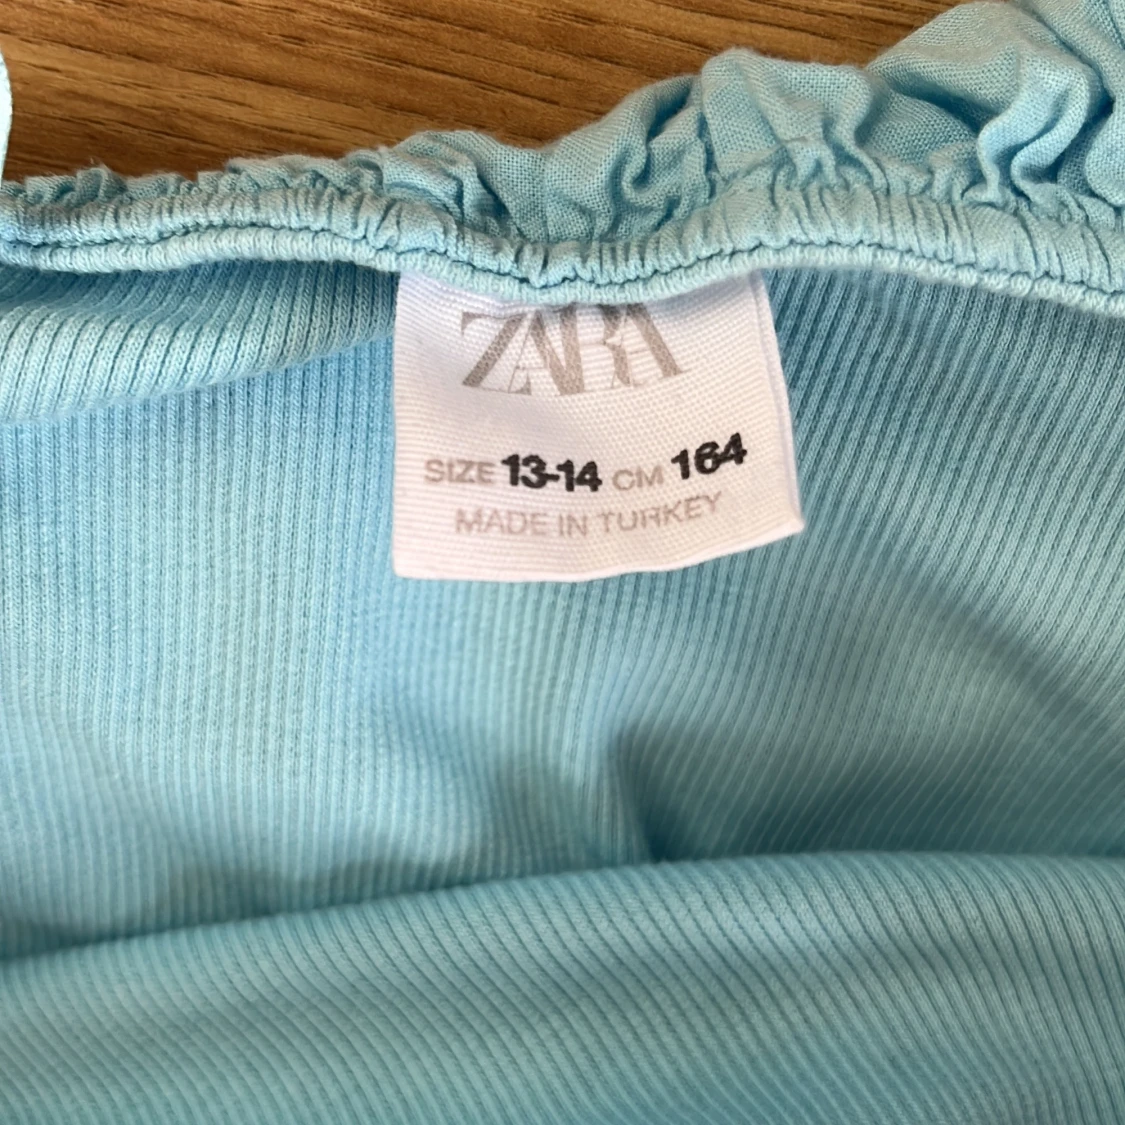 ZARA
SIZE 13-14 CM 164
MADE IN TURKEY